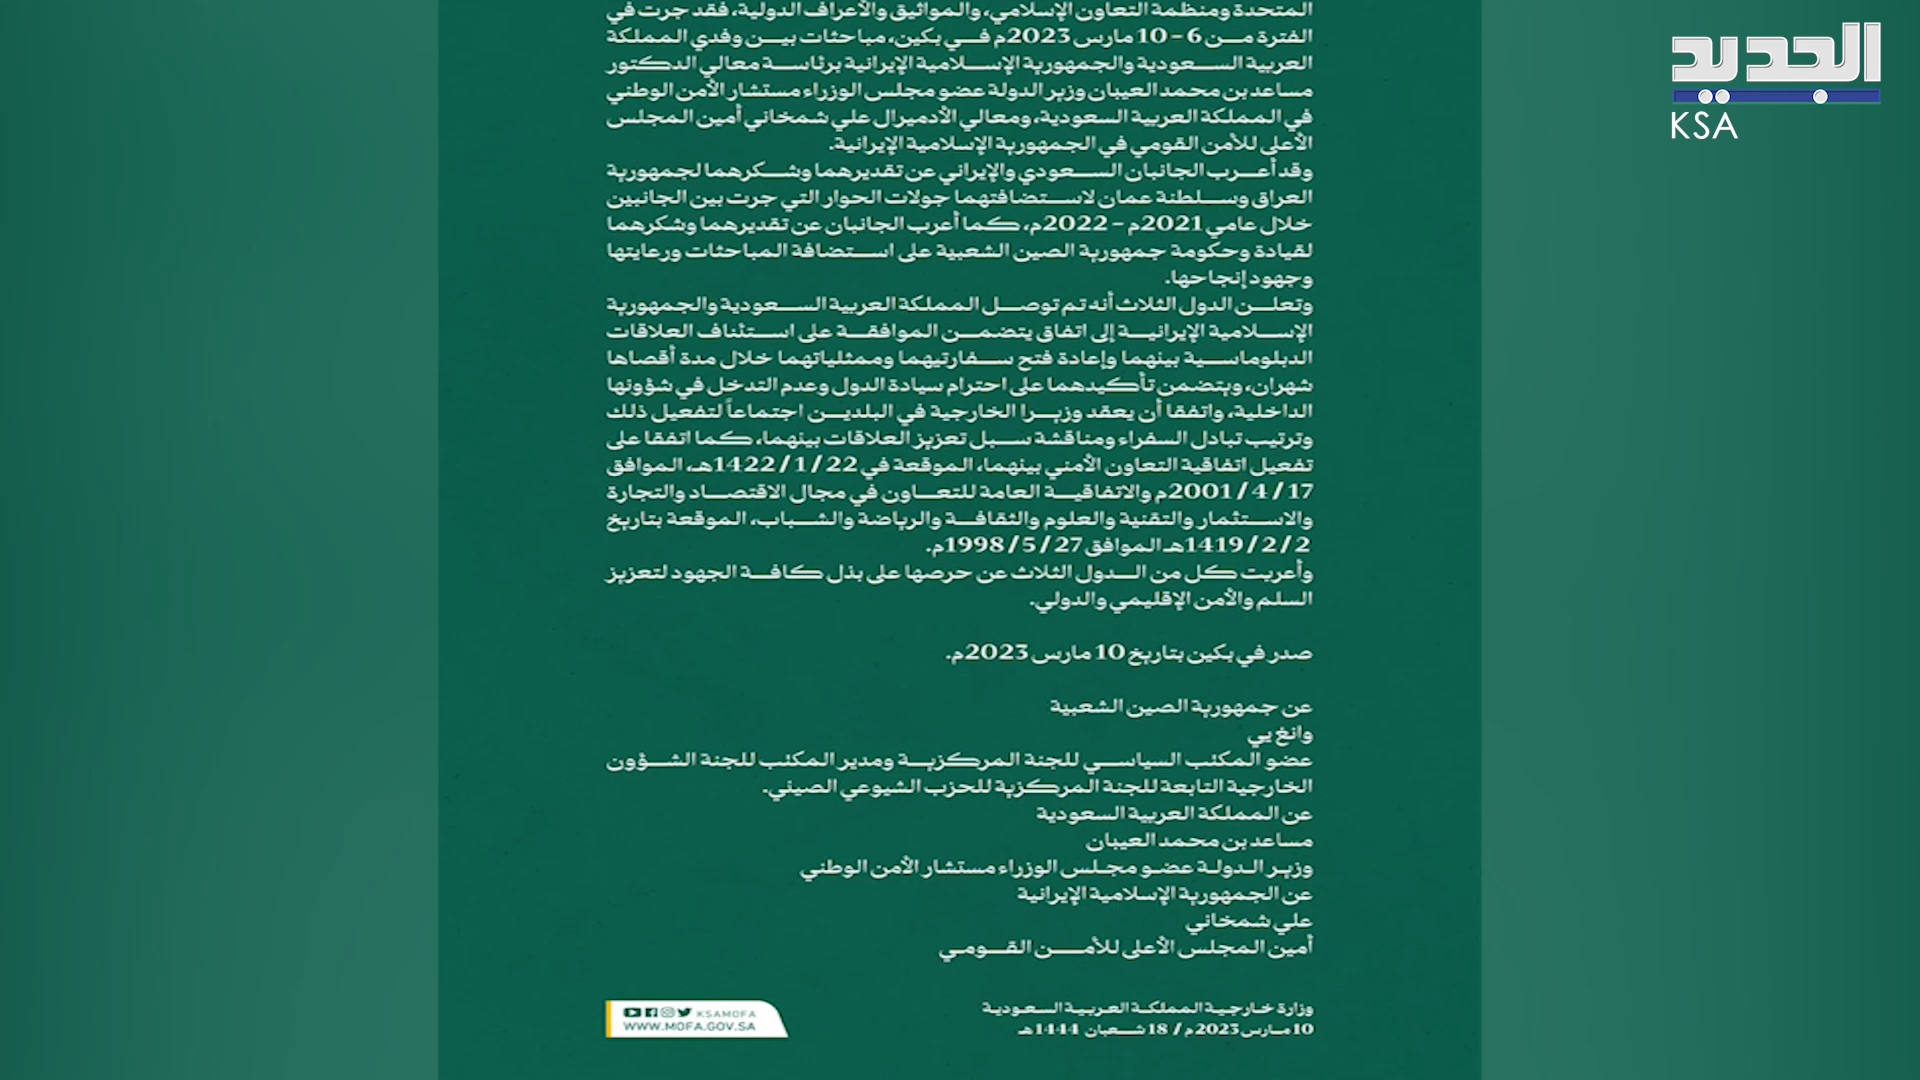 الجديد
KSA
المتحدة ومنظمة التعاون الإسلامي، والمواثيق والأعراف الدولية، فقد جرت في
الفترة من 6 - 10 مارس 2023م في بكين، مباحثات بين وفدي المملكة
العربية السعودية والجمهورية الإسلامية الإيرانية برئاسة معالي الدكتور
مساعد بن محمد العيبان وزير الدولة عضو مجلس الوزراء مستشار الأمن الوطني
في المملكة العربية السعودية، ومعالي الأدميرال علي شمخاني أمين المجلس
الأعلى للأمن القومي في الجمهورية الإسلامية الإيرانية.
وقد أعرب الجانبان السعودي والإيراني عن تقديرهما وشكرهما لجمهورية
العراق وسلطنة عمان لاستضافتهما جولات الحوار التي جرت بين الجانبين
خلال عامي 2021م - 2022م، كما أعرب الجانبان عن تقديرهما وشكرهما
لقيادة وحكومة جمهورية الصين الشعبية على استضافة المباحثات ورعايتها
وجهود إنجاحها.
وتعلن الدول الثلاث أنه تم توصل المملكة العربية السعودية والجمهورية
الإسلامية الإيرانية إلى اتفاق يتضمن الموافقة على استئناف العلاقات
الدبلوماسية بينهما وإعادة فتح سفارتيهما وممثلياتهما خلال مدة أقصاها
شهران، ويتضمن تأكيدهما على احترام سيادة الدول وعدم التدخل في شؤونها
الداخلية، واتفقا أن يعقد وزيرا الخارجية في البلدين اجتماعاً لتفعيل ذلك
وترتيب تبادل السفراء ومناقشة سبل تعزيز العلاقات بينهما، كما اتفقا على
تفعيل اتفاقية التعاون الأمني بينهما، الموقعة في 22 / 1 / 1422هـ، الموافق
17 / 4 / 2001م والاتفاقية العامة للتعاون في مجال الاقتصاد والتجارة
والاستثمار والتقنية والعلوم والثقافة والرياضة والشباب، الموقعة بتاريخ
2 / 2 / 1419هـ الموافق 27 / 5 / 1998م.
وأعربت كل من الدول الثلاث عن حرصها على بذل كافة الجهود لتعزيز
السلم والأمن الإقليمي والدولي.
صدر في بكين بتاريخ 10 مارس 2023م.
عن جمهورية الصين الشعبية
وانغ يي
عضو المكتب السياسي للجنة المركزية ومدير المكتب للجنة الشؤون
الخارجية التابعة للجنة المركزية للحزب الشيوعي الصيني.
عن المملكة العربية السعودية
مساعد بن محمد العيبان
وزير الدولة عضو مجلس الوزراء مستشار الأمن الوطني
عن الجمهورية الإسلامية الإيرانية
علي شمخاني
أمين المجلس الأعلى للأمن القومي
وزارة خارجية المملكة العربية السعودية
10 مارس 2023م / 18 شعبان 1444هـ
KSAMOFA
WWW.MOFA.GOV.SA